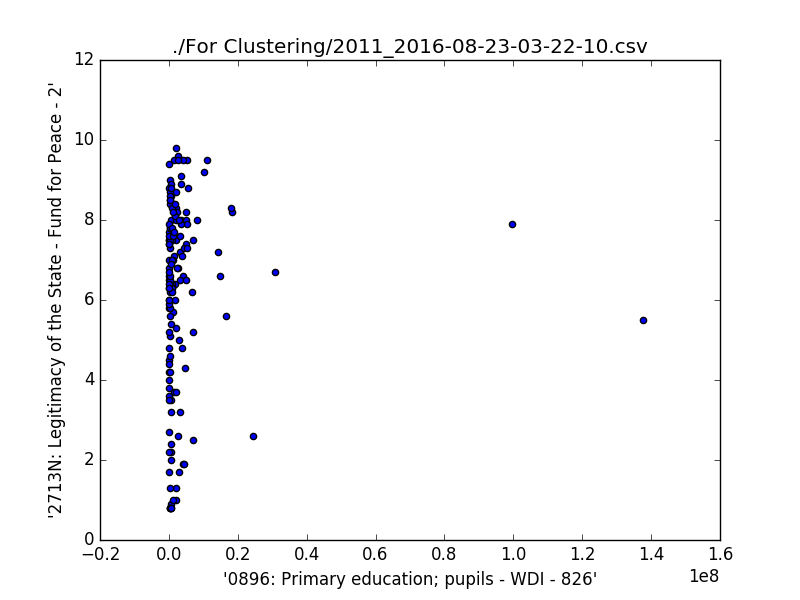 ./For Clustering/2011_2016-08-23-03-22-10.csv
12
10
8
6
4
2
0
'2713N: Legitimacy of the State - Fund for Peace - 2'
−0.2 0.0 0.2 0.4 0.6 0.8 1.0 1.2 1.4 1.6
1e8
'0896: Primary education; pupils - WDI - 826'